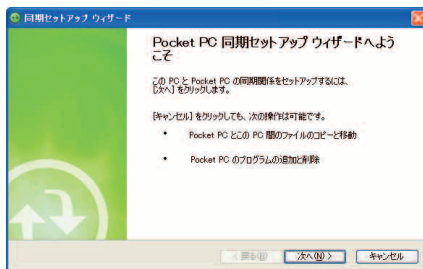 同期セットアップ ウィザード
Pocket PC 同期セットアップ ウィザードへよう
こそ
この PC と Pocket PC の同期関係をセットアップするには、
[次へ] をクリックします。
[キャンセル] をクリックしても、次の操作は可能です。
• Pocket PC とこの PC 間のファイルのコピーと移動
• Pocket PC のプログラムの追加と削除
< 戻る(B)
次へ(N) >
キャンセル